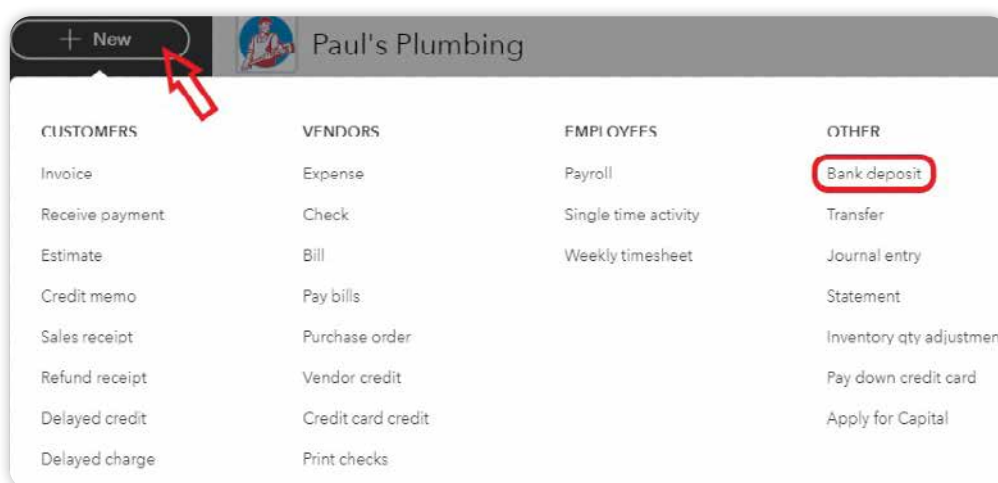 + New
Paul's Plumbing
CUSTOMERS
Invoice
Receive payment
Estimate
Credit memo
Sales receipt
Refund receipt
Delayed credit
Delayed charge
VENDORS
Expense
Check
Bill
Pay bills
Purchase order
Vendor credit
Credit card credit
Print checks
EMPLOYEES
Payroll
Single time activity
Weekly timesheet
OTHER
Bank deposit
Transfer
Journal entry
Statement
Inventory qty adjustmen
Pay down credit card
Apply for Capital